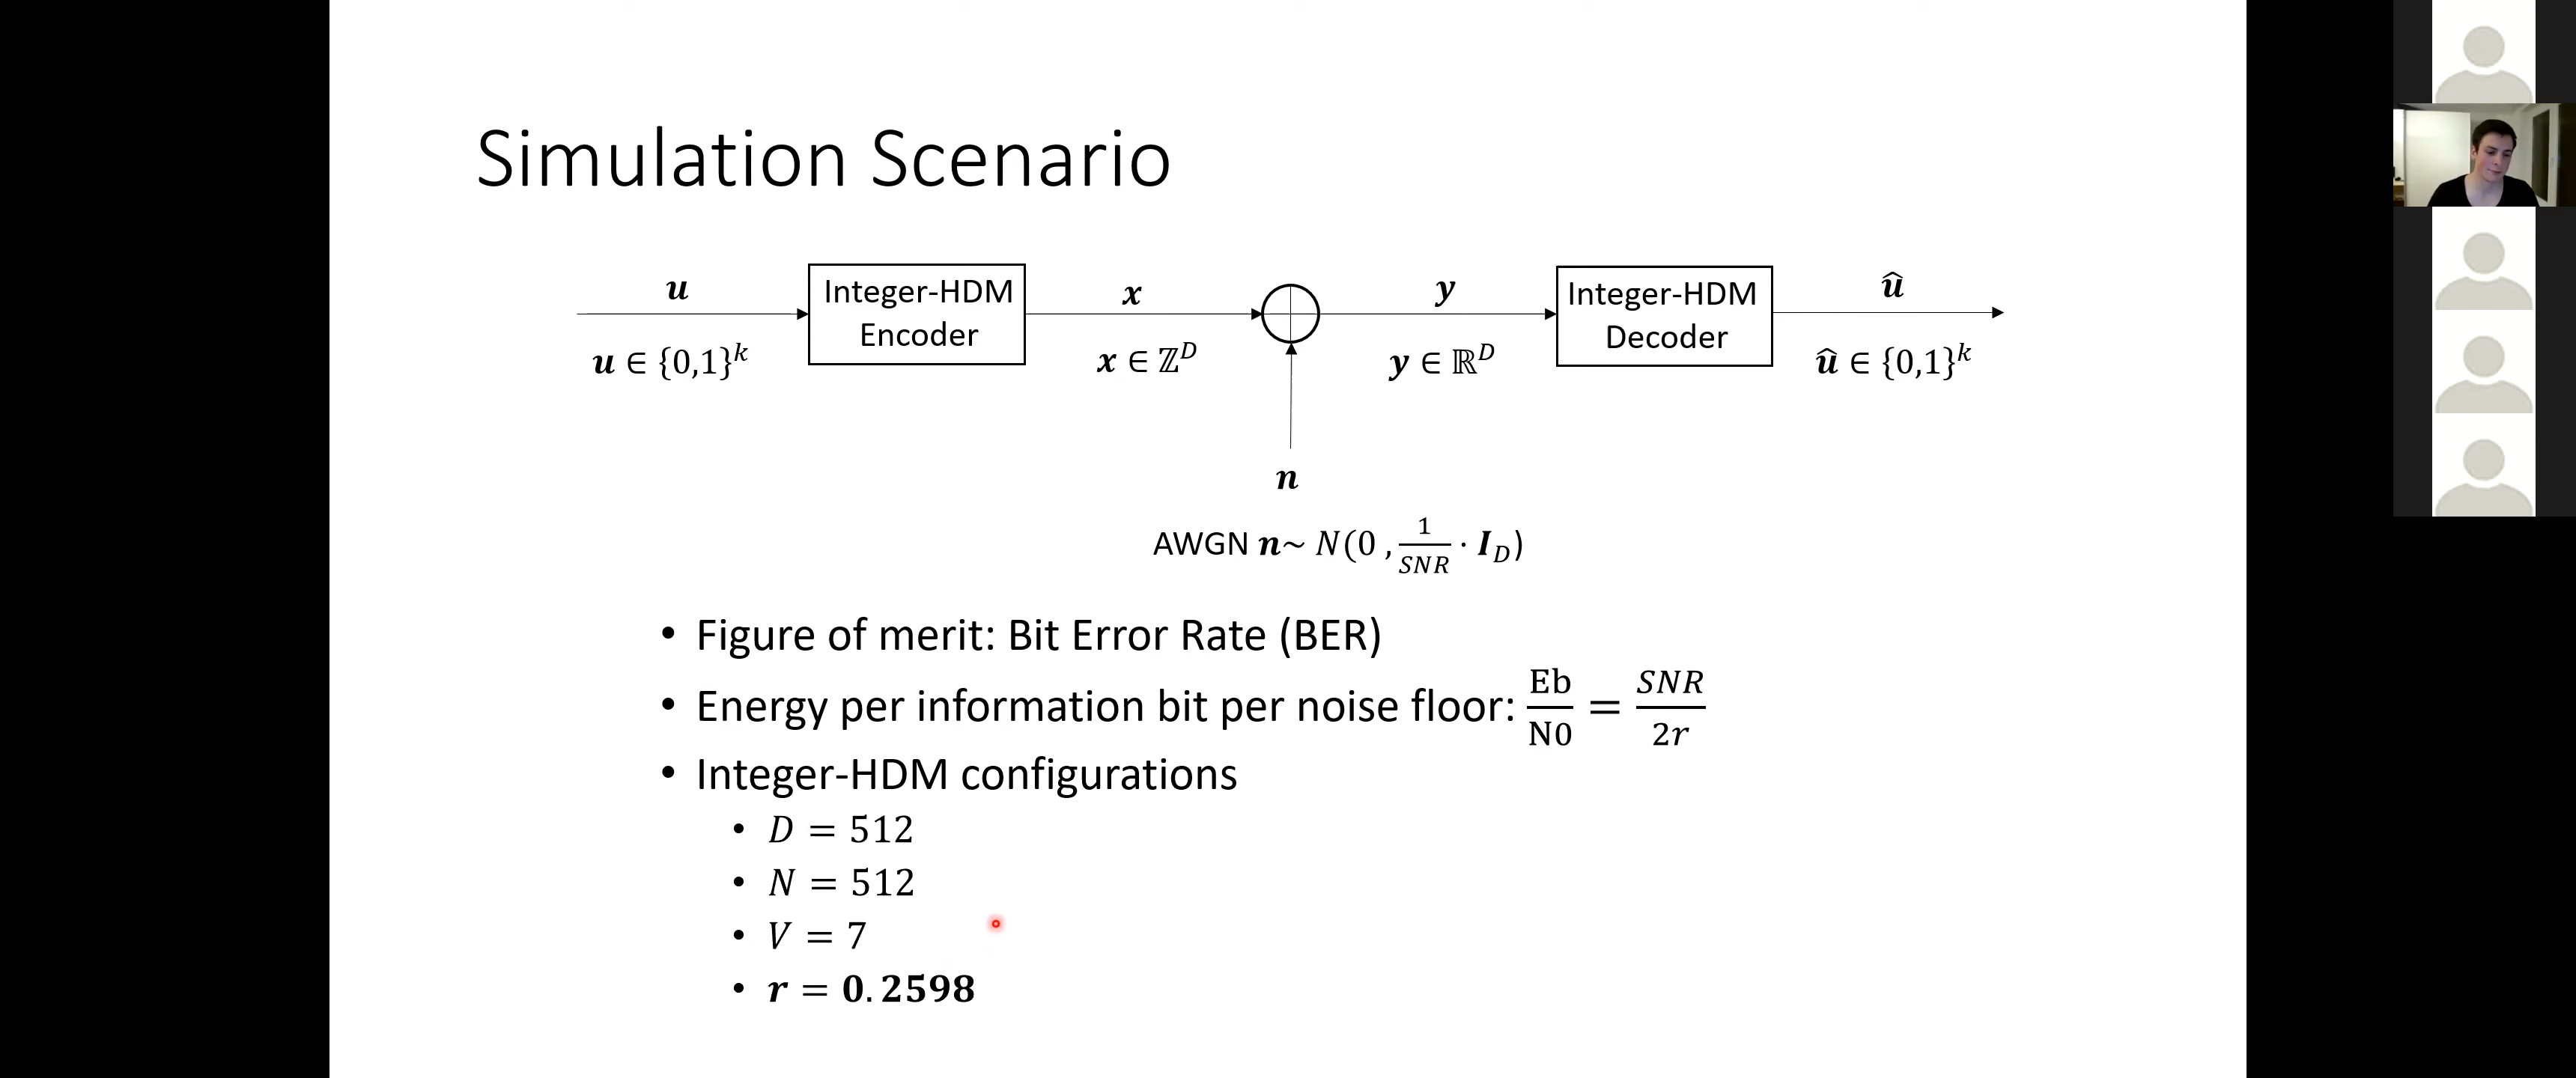 Simulation Scenario
u
Integer-HDM
Encoder
x
y
Integer-HDM
Decoder
û
u ∈ {0,1}^k
x ∈ ℤ^D
y ∈ ℝ^D
û ∈ {0,1}^k
n
AWGN n~ N(0 , 1/SNR · I_D)
• Figure of merit: Bit Error Rate (BER)
• Energy per information bit per noise floor: Eb/N0 = SNR/2r
• Integer-HDM configurations
• D = 512
• N = 512
• V = 7
• r = 0.2598